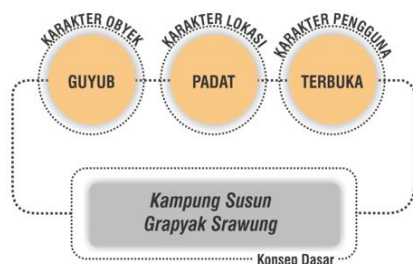 KARAKTER OBYEK
KARAKTER LOKASI
KARAKTER PENGGUNA
GUYUB
PADAT
TERBUKA
Kampung Susun
Grapyak Srawung
Konsep Dasar